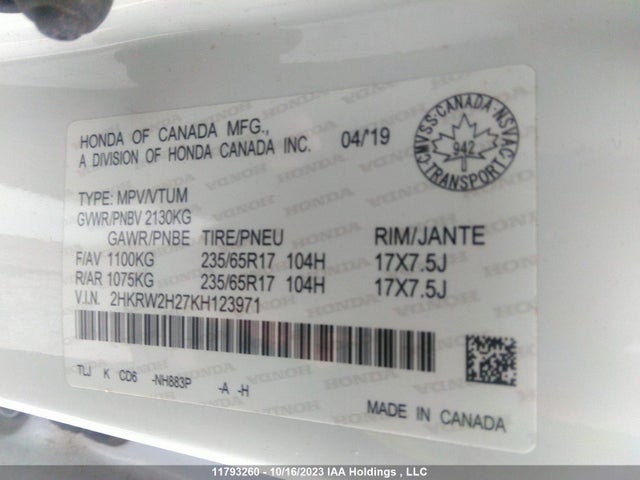 HONDA OF CANADA MFG.,
A DIVISION OF HONDA CANADA INC.
04/19
CMVSS·CANADA·NSVAC
942
TRANSPORT
TYPE: MPV/VTUM
GVWR/PNBV 2130KG
GAWR/PNBE TIRE/PNEU RIM/JANTE
F/AV 1100KG 235/65R17 104H 17X7.5J
R/AR 1075KG 235/65R17 104H 17X7.5J
V.I.N. 2HKRW2H27KH123971
TLJ K CD6 -NH883P -A -H
MADE IN CANADA
11793260 - 10/16/2023 IAA Holdings , LLC